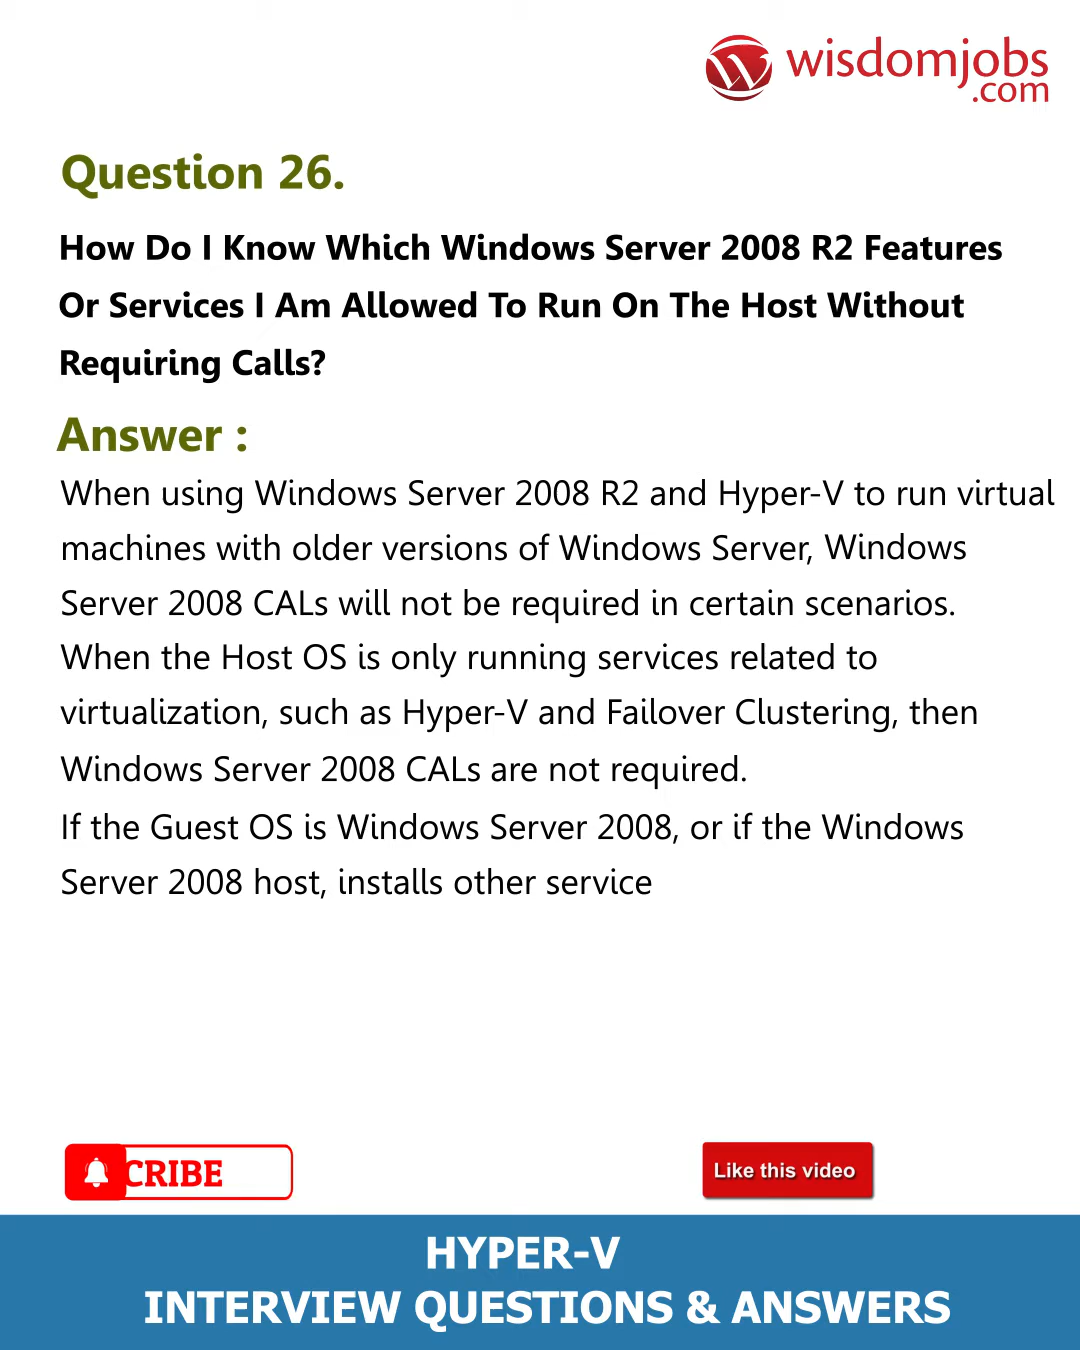 wisdomjobs
.com
Question 26.
How Do I Know Which Windows Server 2008 R2 Features
Or Services I Am Allowed To Run On The Host Without
Requiring Calls?
Answer :
When using Windows Server 2008 R2 and Hyper-V to run virtual
machines with older versions of Windows Server, Windows
Server 2008 CALs will not be required in certain scenarios.
When the Host OS is only running services related to
virtualization, such as Hyper-V and Failover Clustering, then
Windows Server 2008 CALs are not required.
If the Guest OS is Windows Server 2008, or if the Windows
Server 2008 host, installs other service
CRIBE
Like this video
HYPER-V
INTERVIEW QUESTIONS & ANSWERS